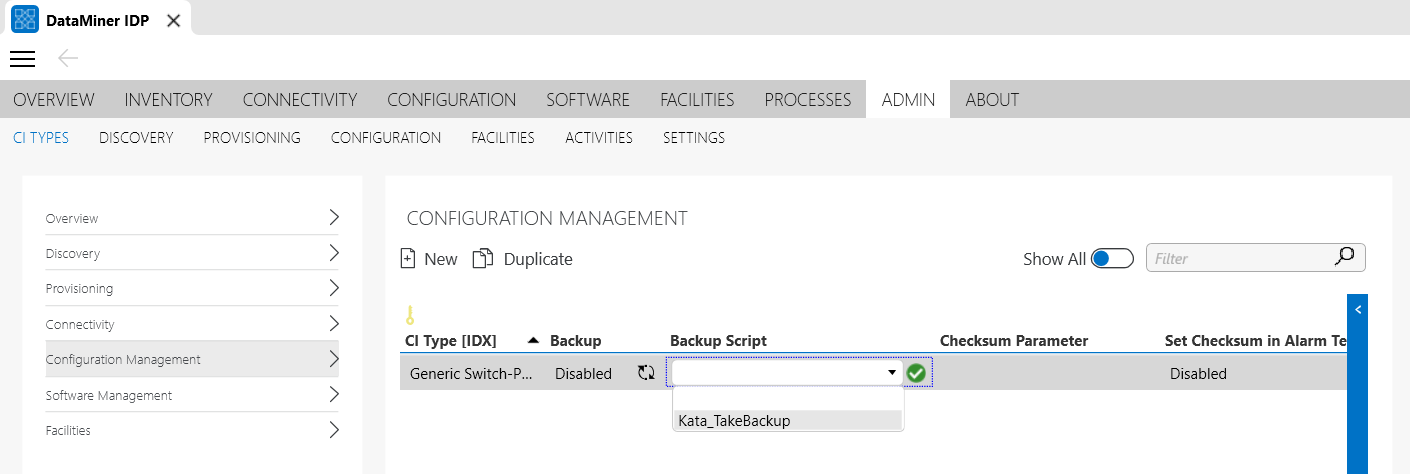 DataMiner IDP
OVERVIEW INVENTORY CONNECTIVITY CONFIGURATION SOFTWARE FACILITIES PROCESSES ADMIN ABOUT
CI TYPES DISCOVERY PROVISIONING CONFIGURATION FACILITIES ACTIVITIES SETTINGS
Overview
Discovery
Provisioning
Connectivity
Configuration Management
Software Management
Facilities
CONFIGURATION MANAGEMENT
New Duplicate Show All Filter
CI Type [IDX] Backup Backup Script Checksum Parameter Set Checksum in Alarm Te
Generic Switch-P... Disabled Disabled
Kata_TakeBackup